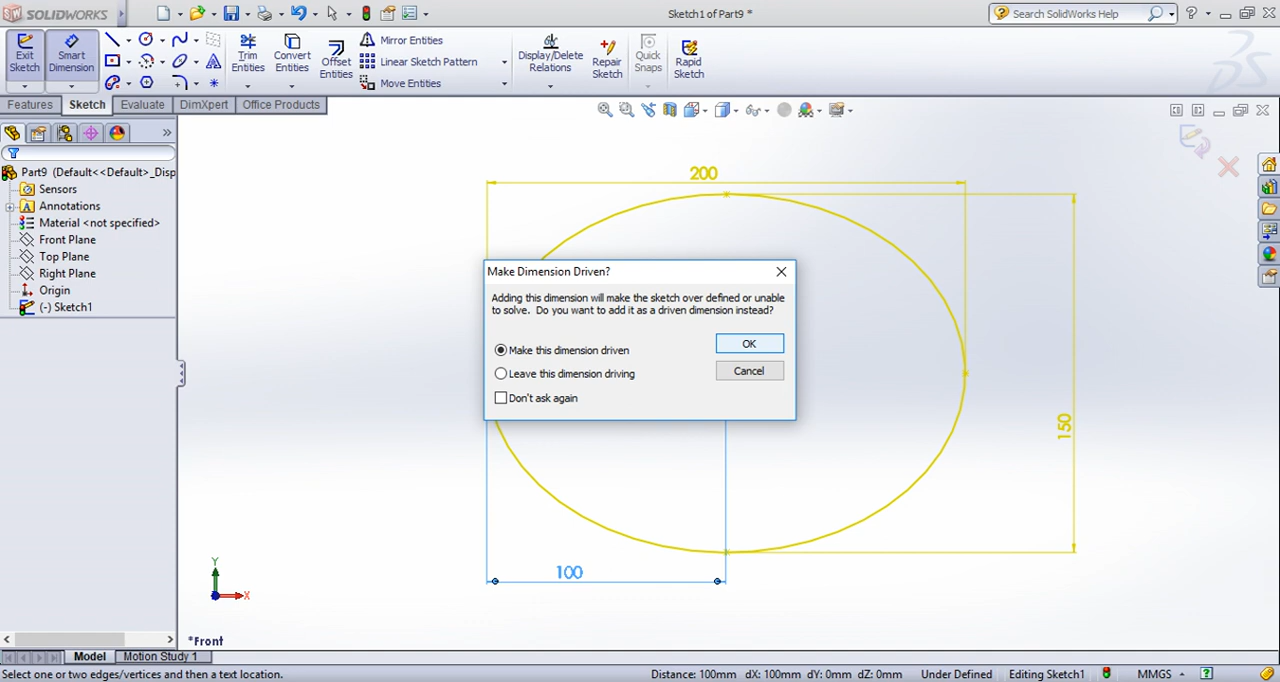 SOLIDWORKS
Sketch1 of Part9 *
Search SolidWorks Help
Exit Sketch
Smart Dimension
Trim Entities
Convert Entities
Offset Entities
Mirror Entities
Linear Sketch Pattern
Move Entities
Display/Delete Relations
Repair Sketch
Quick Snaps
Rapid Sketch
Features
Sketch
Evaluate
DimXpert
Office Products
Part9 (Default<<Default>_Disp
Sensors
Annotations
Material <not specified>
Front Plane
Top Plane
Right Plane
Origin
(-) Sketch1
200
150
100
Make Dimension Driven?
Adding this dimension will make the sketch over defined or unable
to solve. Do you want to add it as a driven dimension instead?
Make this dimension driven
OK
Leave this dimension driving
Cancel
Don't ask again
Y
X
*Front
Model
Motion Study 1
Select one or two edges/vertices and then a text location.
Distance: 100mm dX: 100mm dY: 0mm dZ: 0mm
Under Defined
Editing Sketch1
MMGS